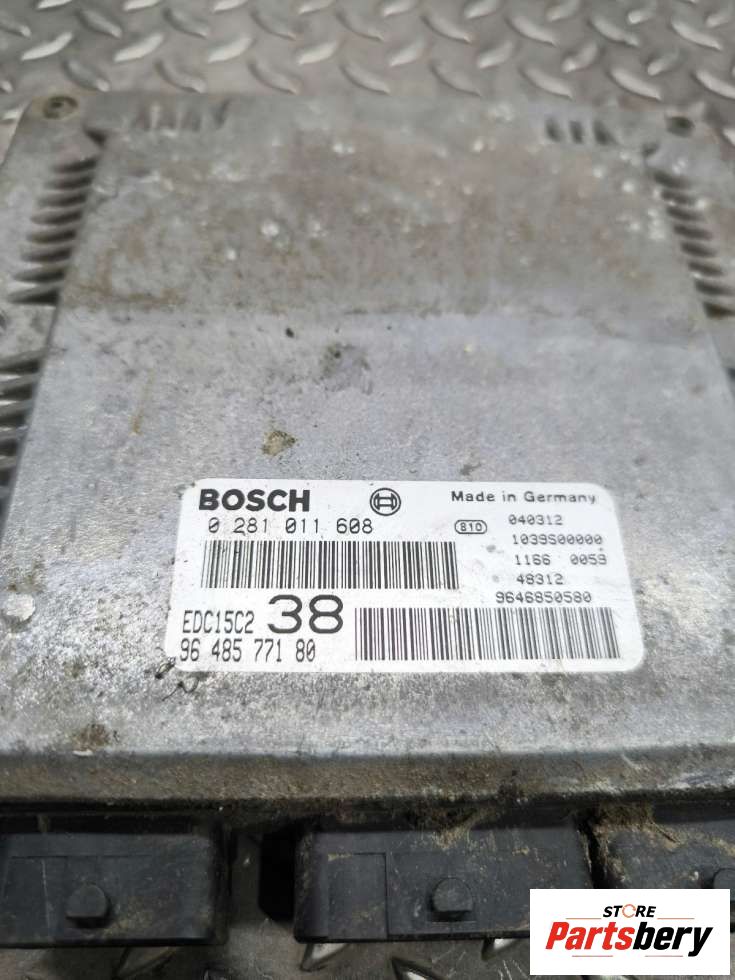 BOSCH
Made in Germany
0 281 011 608
810
040312
1039S00000
1166 0059
48312
9646850580
EDC15C2 38
96 485 771 80
STORE
Partsbery